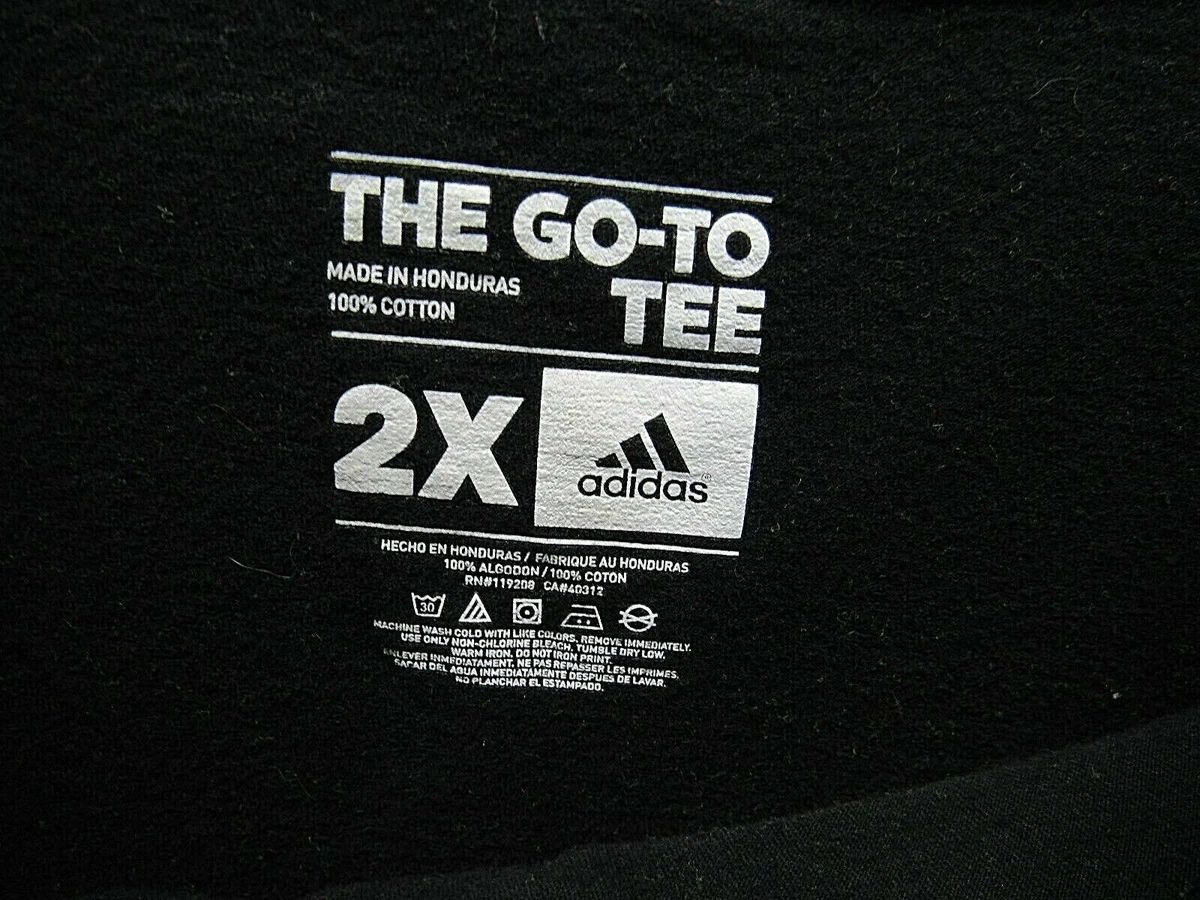 THE GO-TO
TEE
MADE IN HONDURAS
100% COTTON
2X
adidas®
HECHO EN HONDURAS / FABRIQUE AU HONDURAS
100% ALGODON / 100% COTON
RN#119208 CA#40312
30
MACHINE WASH COLD WITH LIKE COLORS, REMOVE IMMEDIATELY.
USE ONLY NON-CHLORINE BLEACH, TUMBLE DRY LOW,
WARM IRON. DO NOT IRON PRINT.
ENLEVER INMEDIATAMENT, NE PAS REPASSER LES IMPRIMES.
SACAR DEL AGUA INMEDIATAMENTE DESPUES DE LAVAR.
NO PLANCHAR EL ESTAMPADO.